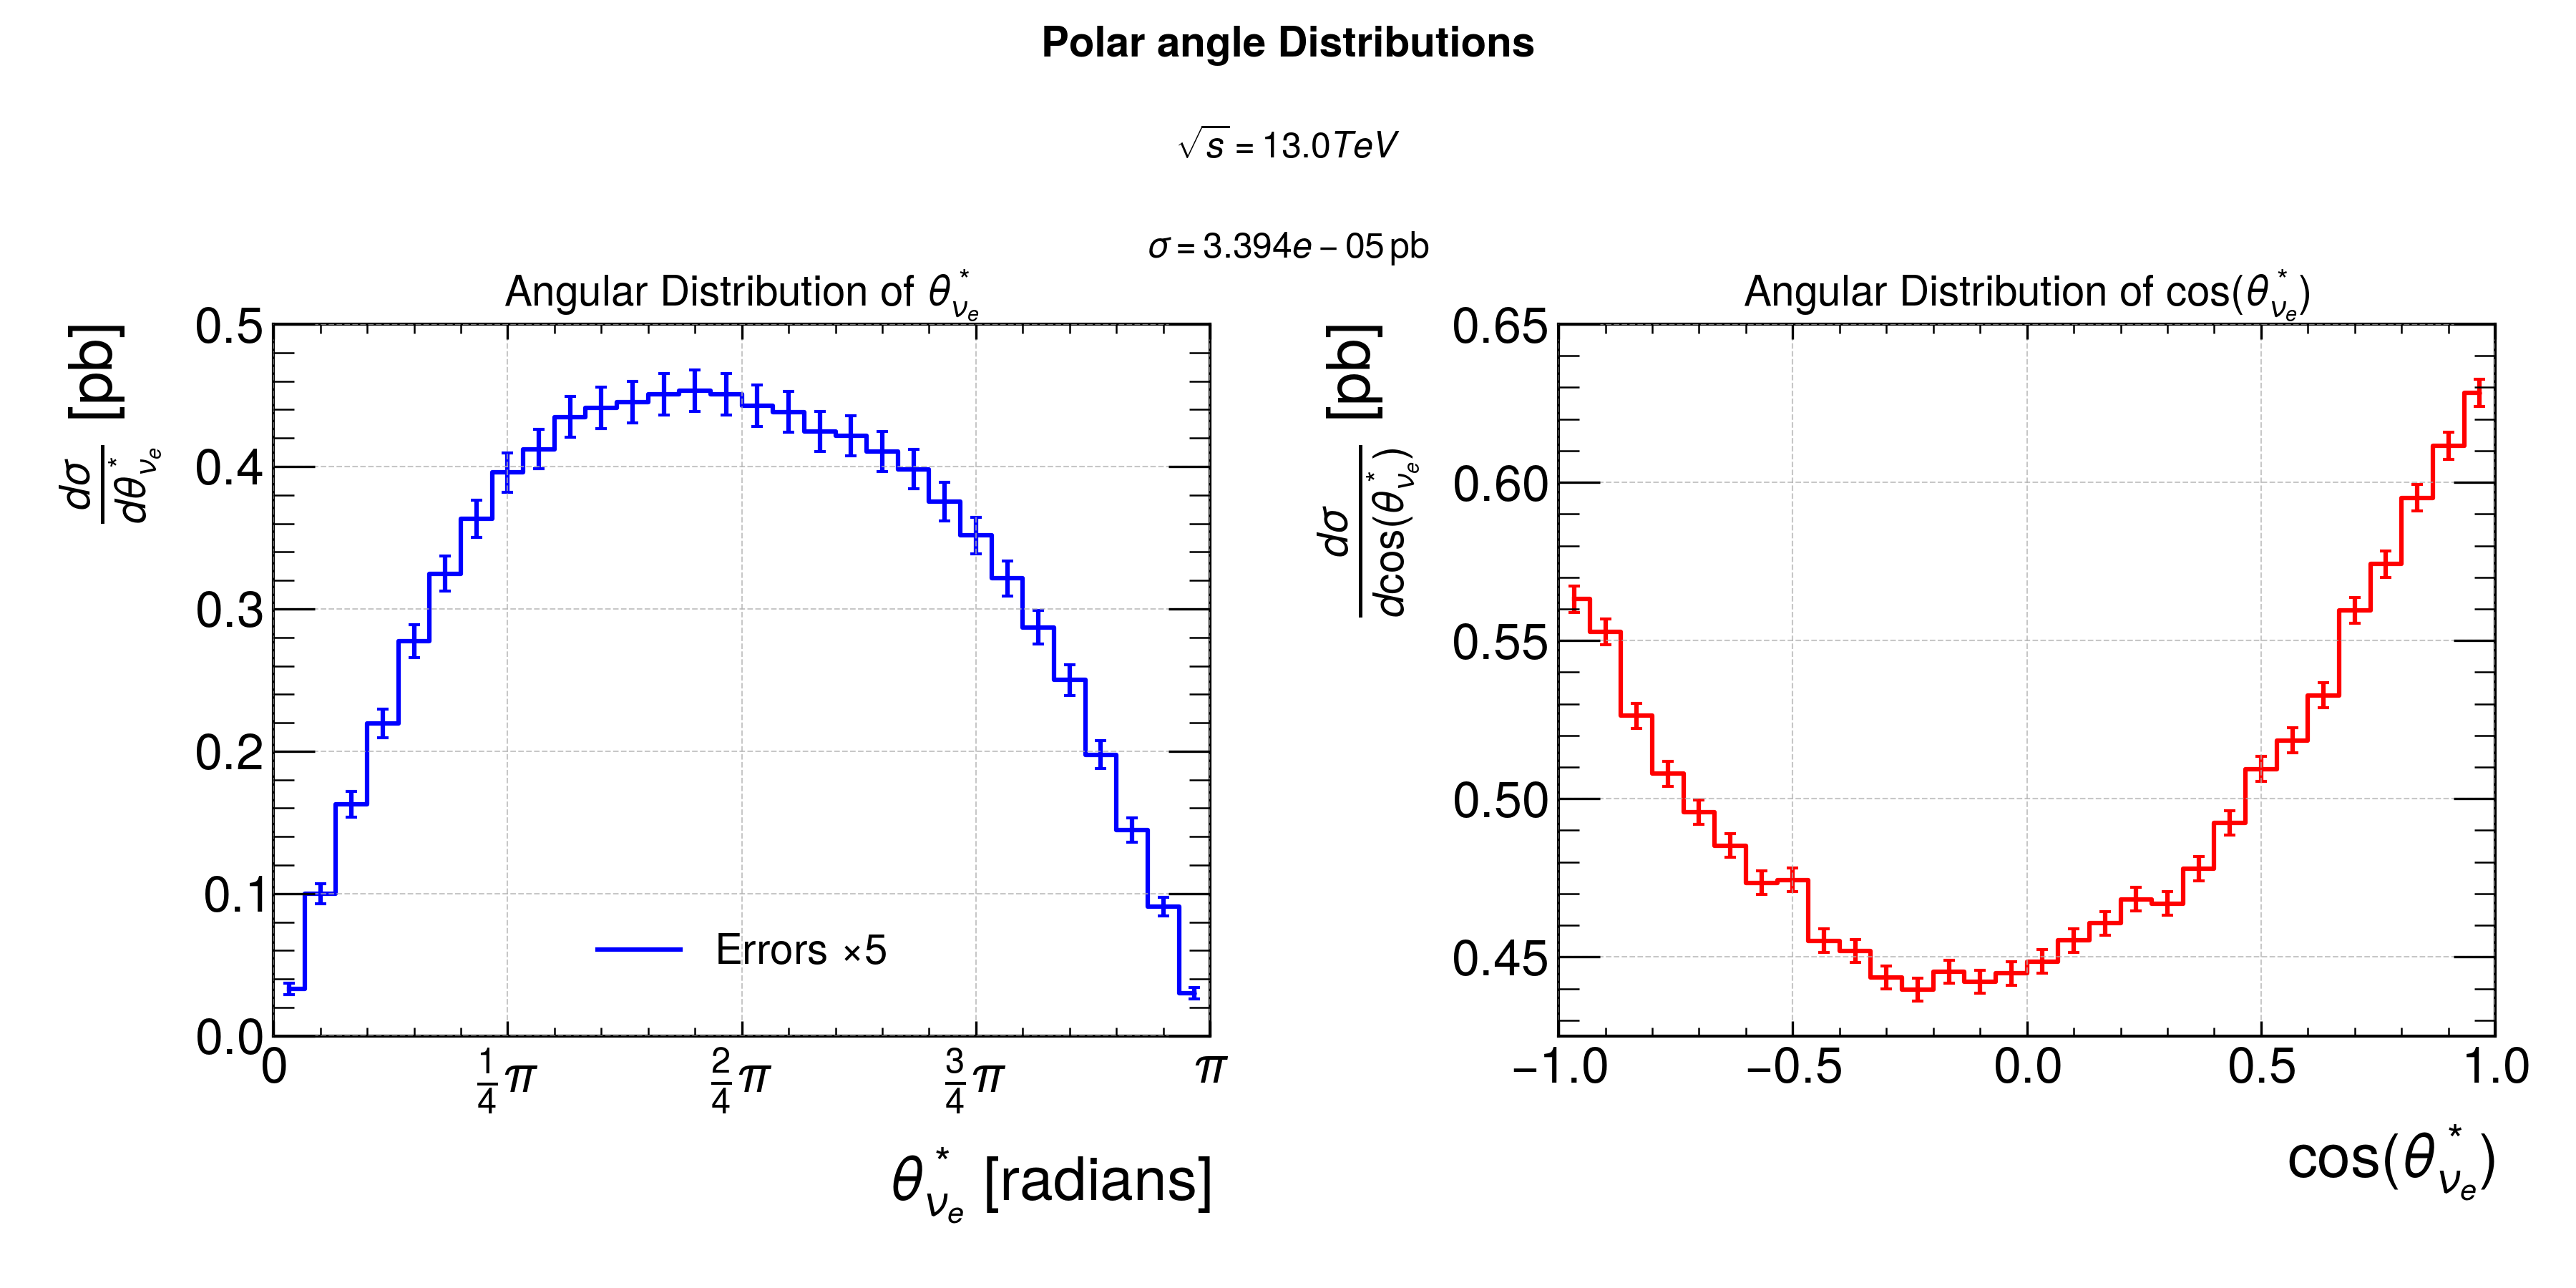 Polar angle Distributions
√s = 13.0TeV
σ = 3.394e − 05 pb
Angular Distribution of θ*νe
dσ/dθ*νe [pb]
0.5
0.4
0.3
0.2
0.1
0.0
Errors ×5
0 1/4π 2/4π 3/4π π
θ*νe [radians]
Angular Distribution of cos(θ*νe)
dσ/dcos(θ*νe) [pb]
0.65
0.60
0.55
0.50
0.45
−1.0 −0.5 0.0 0.5 1.0
cos(θ*νe)